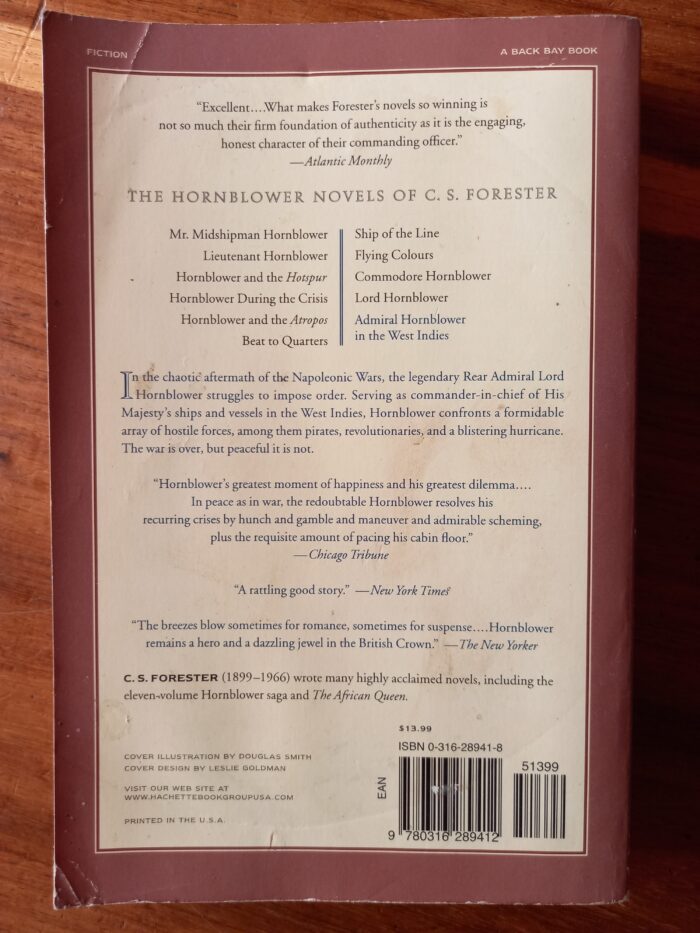 FICTION
A BACK BAY BOOK
“Excellent....What makes Forester's novels so winning is
not so much their firm foundation of authenticity as it is the engaging,
honest character of their commanding officer.”
—Atlantic Monthly
THE HORNBLOWER NOVELS OF C. S. FORESTER
Mr. Midshipman Hornblower
Lieutenant Hornblower
Hornblower and the Hotspur
Hornblower During the Crisis
Hornblower and the Atropos
Beat to Quarters
Ship of the Line
Flying Colours
Commodore Hornblower
Lord Hornblower
Admiral Hornblower
in the West Indies
In the chaotic aftermath of the Napoleonic Wars, the legendary Rear Admiral Lord
Hornblower struggles to impose order. Serving as commander-in-chief of His
Majesty's ships and vessels in the West Indies, Hornblower confronts a formidable
array of hostile forces, among them pirates, revolutionaries, and a blistering hurricane.
The war is over, but peaceful it is not.
“Hornblower's greatest moment of happiness and his greatest dilemma....
In peace as in war, the redoubtable Hornblower resolves his
recurring crises by hunch and gamble and maneuver and admirable scheming,
plus the requisite amount of pacing his cabin floor.”
—Chicago Tribune
“A rattling good story.” —New York Times
“The breezes blow sometimes for romance, sometimes for suspense....Hornblower
remains a hero and a dazzling jewel in the British Crown.” —The New Yorker
C. S. FORESTER (1899–1966) wrote many highly acclaimed novels, including the
eleven-volume Hornblower saga and The African Queen.
COVER ILLUSTRATION BY DOUGLAS SMITH
COVER DESIGN BY LESLIE GOLDMAN
VISIT OUR WEB SITE AT
WWW.HACHETTEBOOKGROUPUSA.COM
PRINTED IN THE U.S.A.
$13.99
ISBN 0-316-28941-8
51399
EAN
9 780316 289412